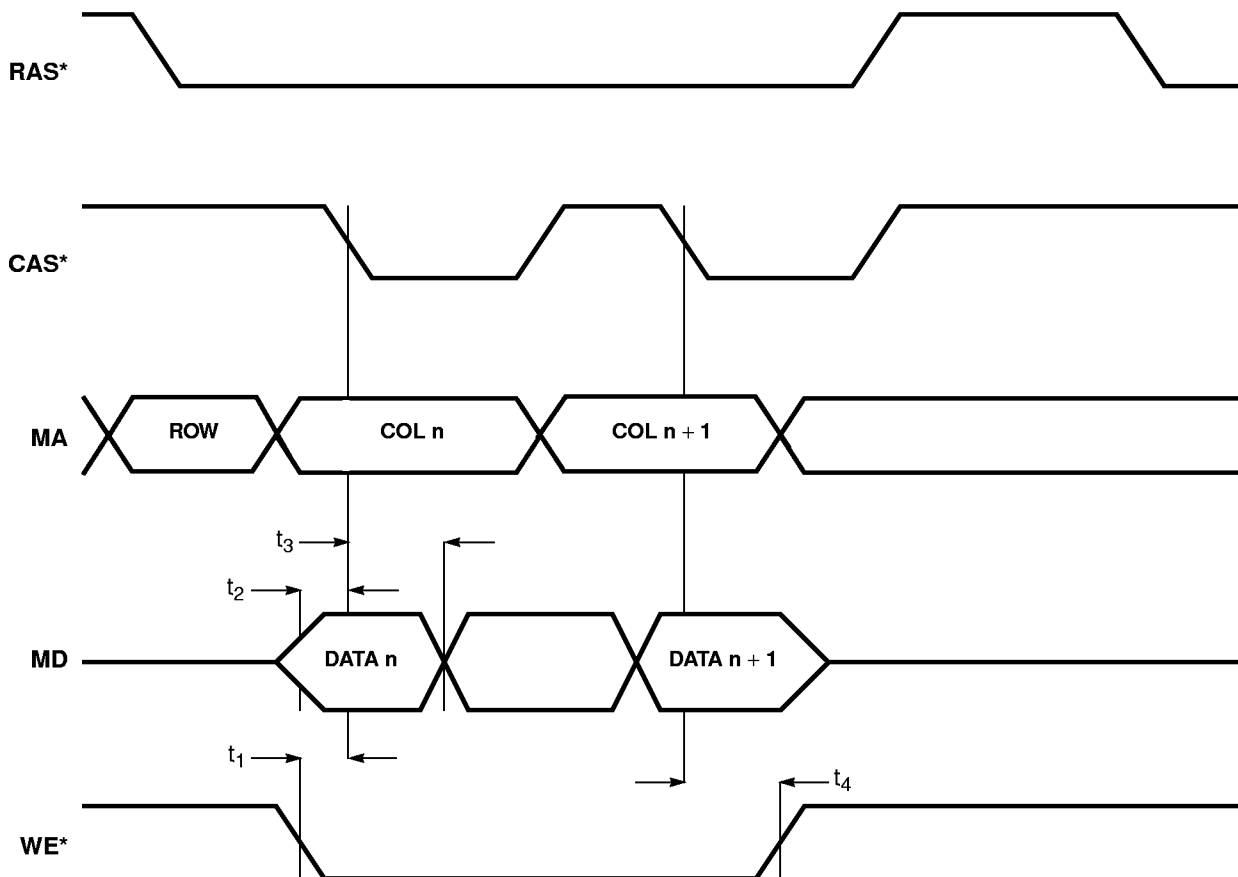 RAS*
CAS*
MA
ROW
COL n
COL n + 1
t3
t2
MD
DATA n
DATA n + 1
t1
t4
WE*